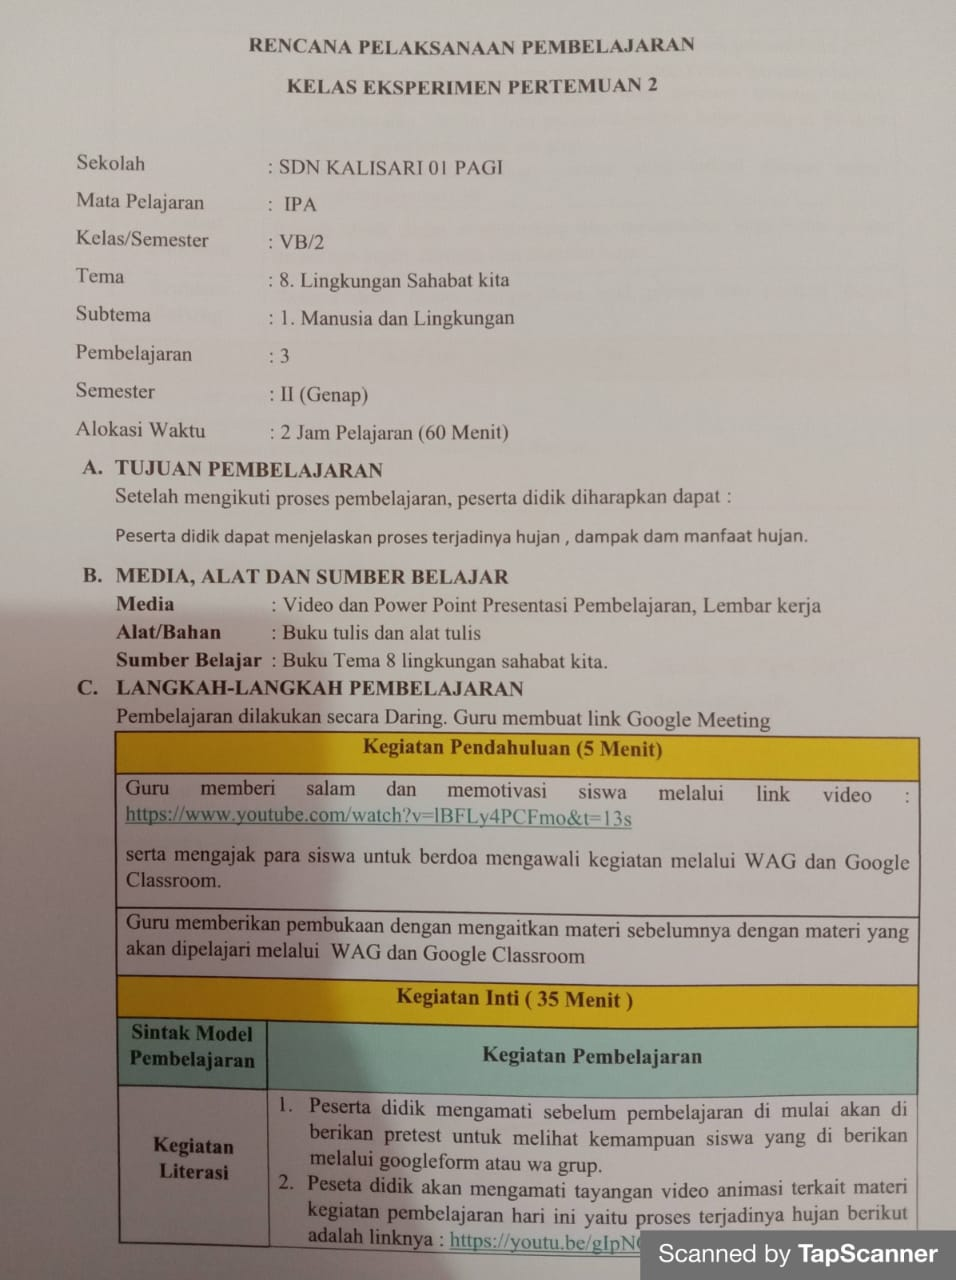 RENCANA PELAKSANAAN PEMBELAJARAN
KELAS EKSPERIMEN PERTEMUAN 2
Sekolah : SDN KALISARI 01 PAGI
Mata Pelajaran : IPA
Kelas/Semester : VB/2
Tema : 8. Lingkungan Sahabat kita
Subtema : 1. Manusia dan Lingkungan
Pembelajaran : 3
Semester : II (Genap)
Alokasi Waktu : 2 Jam Pelajaran (60 Menit)
A. TUJUAN PEMBELAJARAN
Setelah mengikuti proses pembelajaran, peserta didik diharapkan dapat :
Peserta didik dapat menjelaskan proses terjadinya hujan , dampak dam manfaat hujan.
B. MEDIA, ALAT DAN SUMBER BELAJAR
Media : Video dan Power Point Presentasi Pembelajaran, Lembar kerja
Alat/Bahan : Buku tulis dan alat tulis
Sumber Belajar : Buku Tema 8 lingkungan sahabat kita.
C. LANGKAH-LANGKAH PEMBELAJARAN
Pembelajaran dilakukan secara Daring. Guru membuat link Google Meeting
Kegiatan Pendahuluan (5 Menit)
Guru memberi salam dan memotivasi siswa melalui link video :
https://www.youtube.com/watch?v=lBFLy4PCFmo&t=13s
serta mengajak para siswa untuk berdoa mengawali kegiatan melalui WAG dan Google
Classroom.
Guru memberikan pembukaan dengan mengaitkan materi sebelumnya dengan materi yang
akan dipelajari melalui WAG dan Google Classroom
Kegiatan Inti ( 35 Menit )
Sintak Model
Pembelajaran
Kegiatan Pembelajaran
Kegiatan
Literasi
1. Peserta didik mengamati sebelum pembelajaran di mulai akan di
berikan pretest untuk melihat kemampuan siswa yang di berikan
melalui googleform atau wa grup.
2. Peseta didik akan mengamati tayangan video animasi terkait materi
kegiatan pembelajaran hari ini yaitu proses terjadinya hujan berikut
adalah linknya :
Scanned by TapScanner